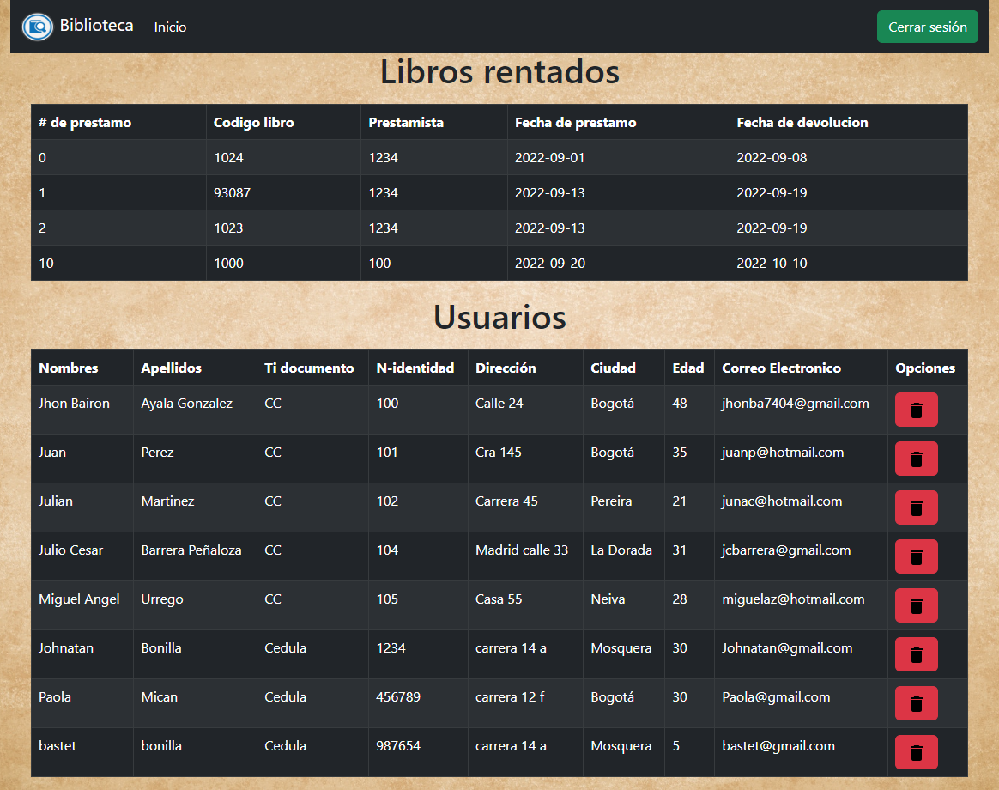 Biblioteca Inicio Cerrar sesión
Libros rentados
# de prestamo Codigo libro Prestamista Fecha de prestamo Fecha de devolucion
0 1024 1234 2022-09-01 2022-09-08
1 93087 1234 2022-09-13 2022-09-19
2 1023 1234 2022-09-13 2022-09-19
10 1000 100 2022-09-20 2022-10-10
Usuarios
Nombres Apellidos Ti documento N-identidad Dirección Ciudad Edad Correo Electronico Opciones
Jhon Bairon Ayala Gonzalez CC 100 Calle 24 Bogotá 48 jhonba7404@gmail.com
Juan Perez CC 101 Cra 145 Bogotá 35 juanp@hotmail.com
Julian Martinez CC 102 Carrera 45 Pereira 21 junac@hotmail.com
Julio Cesar Barrera Peñaloza CC 104 Madrid calle 33 La Dorada 31 jcbarrera@gmail.com
Miguel Angel Urrego CC 105 Casa 55 Neiva 28 miguelaz@hotmail.com
Johnatan Bonilla Cedula 1234 carrera 14 a Mosquera 30 Johnatan@gmail.com
Paola Mican Cedula 456789 carrera 12 f Bogotá 30 Paola@gmail.com
bastet bonilla Cedula 987654 carrera 14 a Mosquera 5 bastet@gmail.com